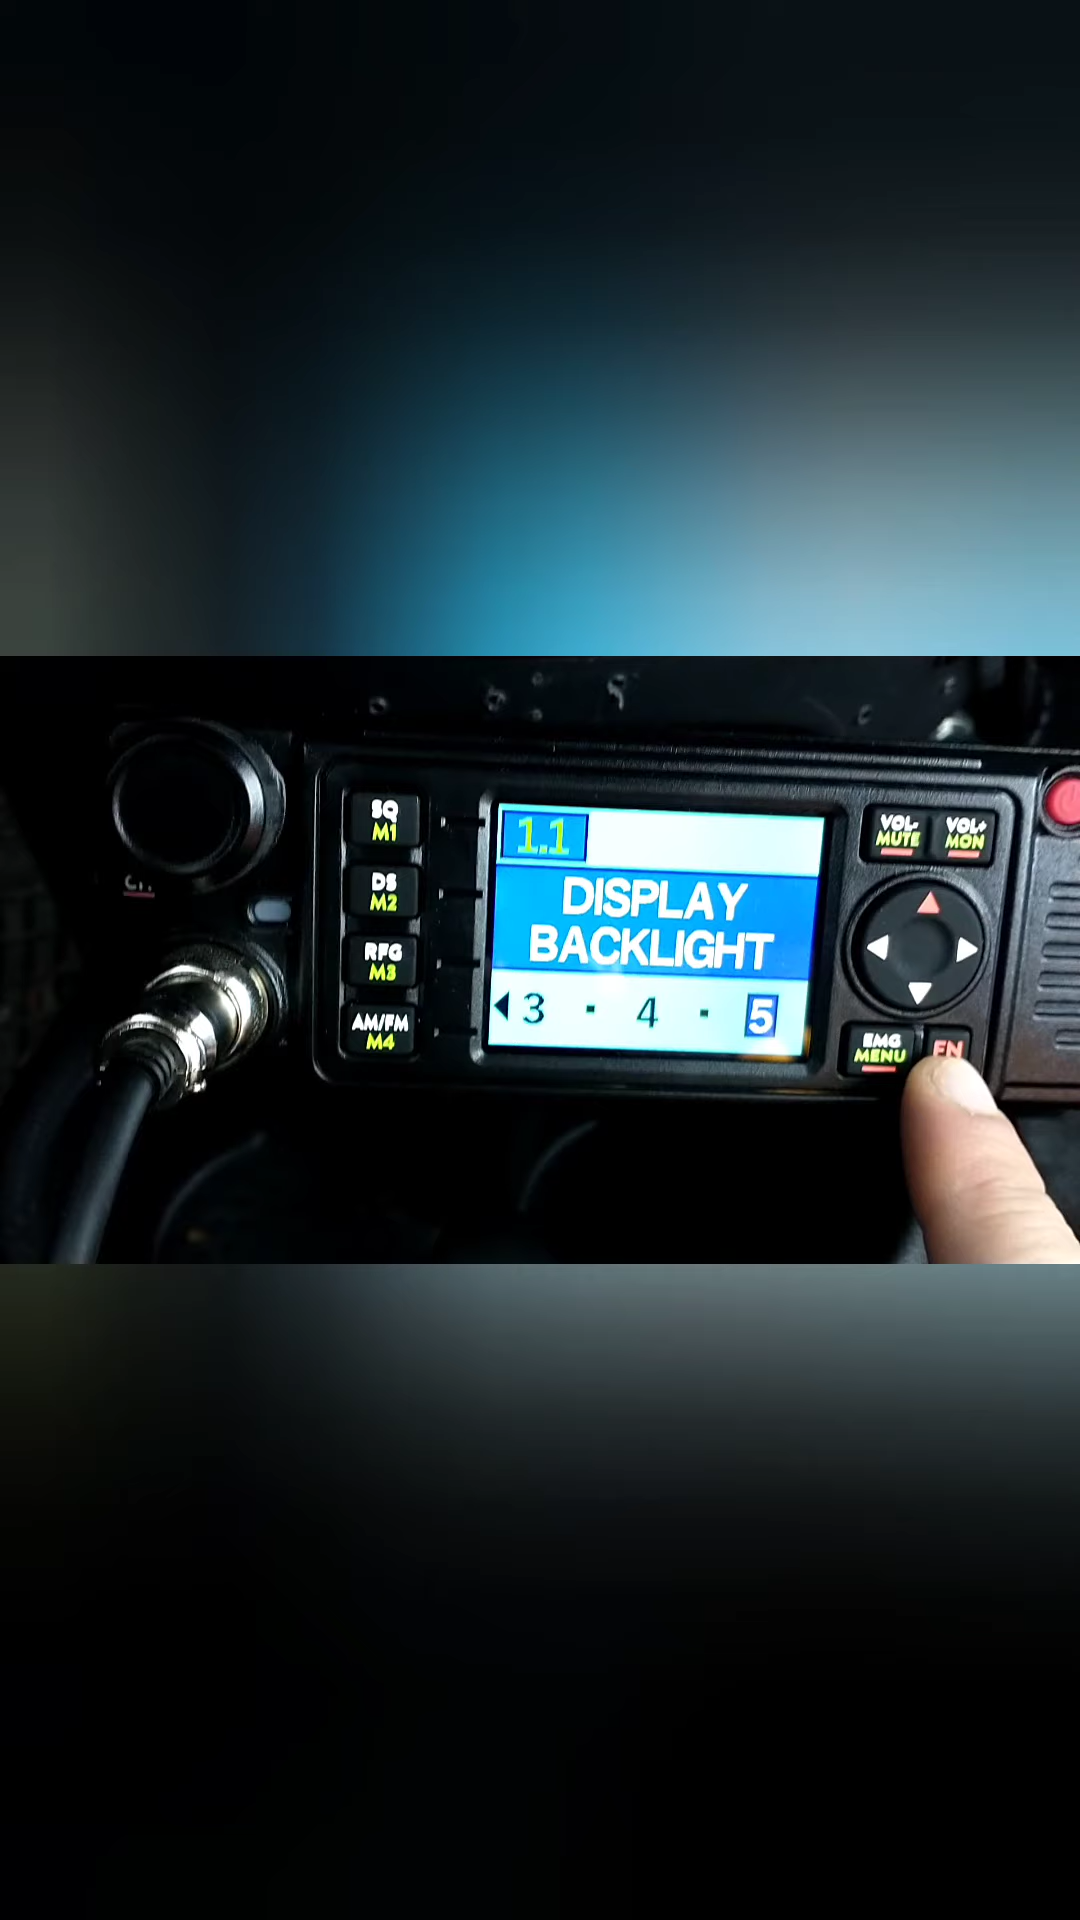 SQ
M1
DS
M2
RFG
M3
AM/FM
M4
1.1
DISPLAY
BACKLIGHT
3 · 4 · 5
VOL-
MUTE
VOL+
MON
EMG
MENU
FN